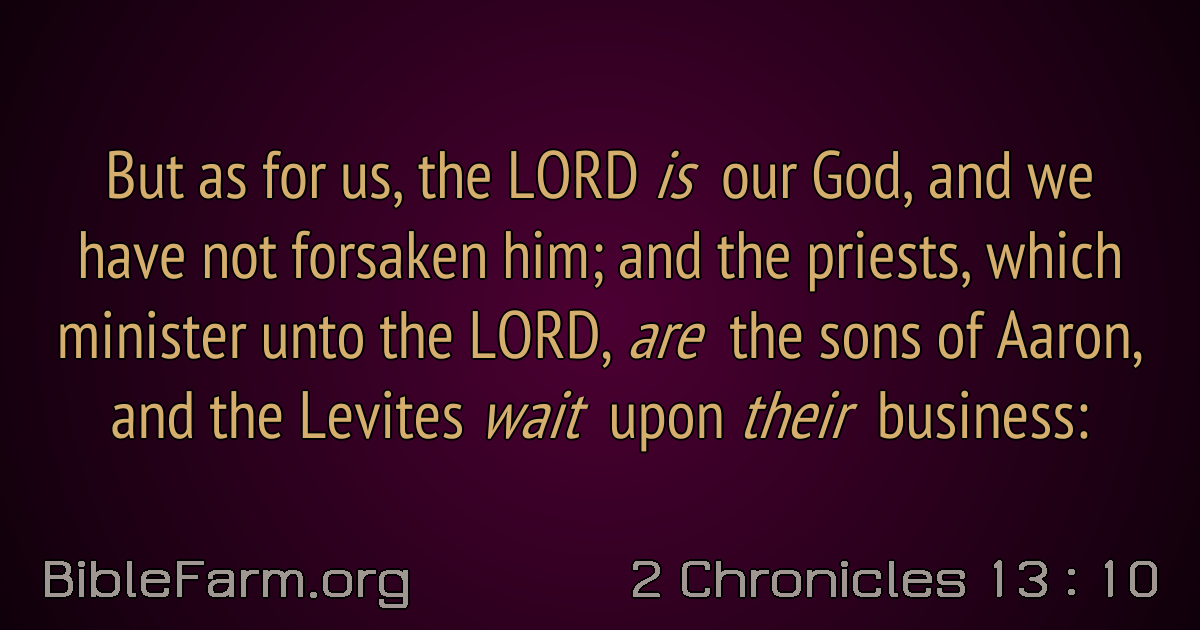 But as for us, the LORD is our God, and we
have not forsaken him; and the priests, which
minister unto the LORD, are the sons of Aaron,
and the Levites wait upon their business:
BibleFarm.org
2 Chronicles 13 : 10